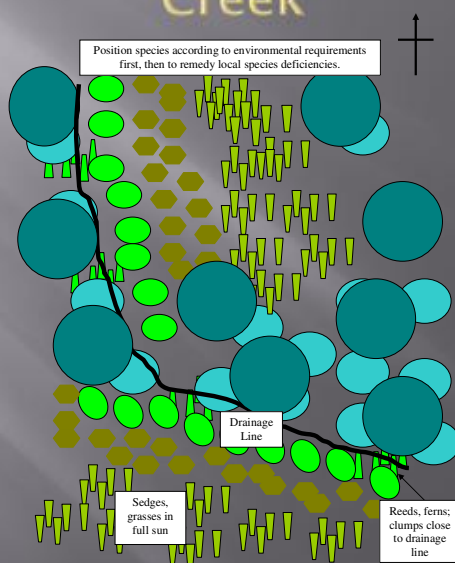 Creek
Position species according to environmental requirements
first, then to remedy local species deficiencies.
Drainage
Line
Sedges,
grasses in
full sun
Reeds, ferns;
clumps close
to drainage
line